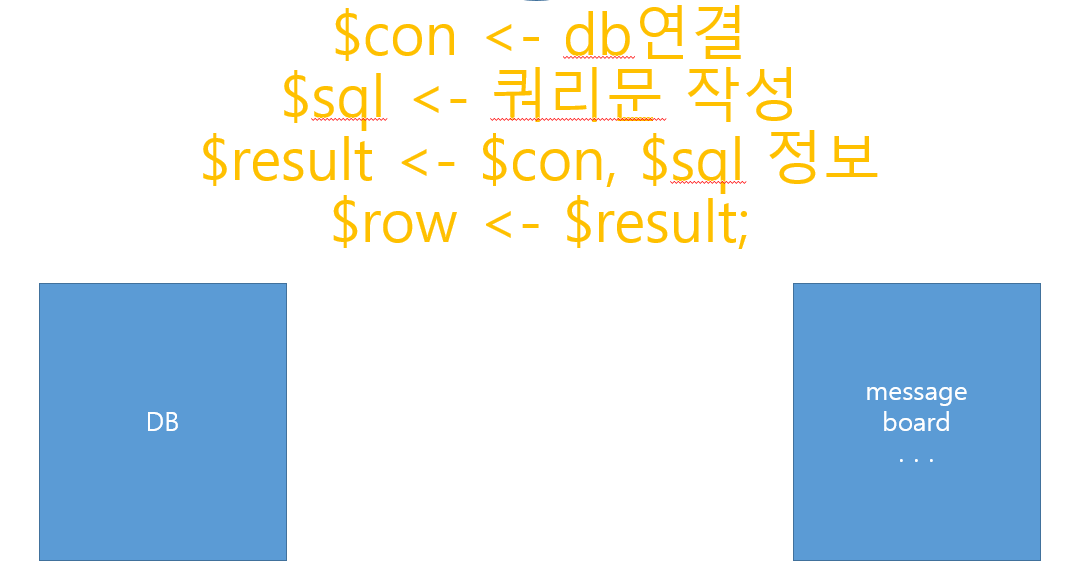 $con <- db연결
$sql <- 쿼리문 작성
$result <- $con, $sql 정보
$row <- $result;
DB
message
board
. . .